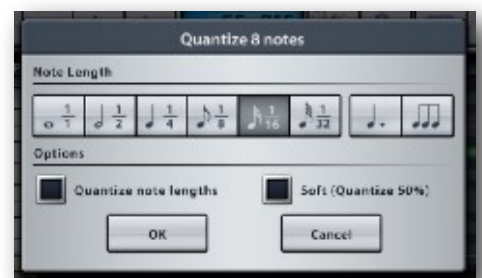 Quantize 8 notes
Note Length
1/1 1/2 1/4 1/8 1/16 1/32
Options
Quantize note lengths Soft (Quantize 50%)
OK Cancel